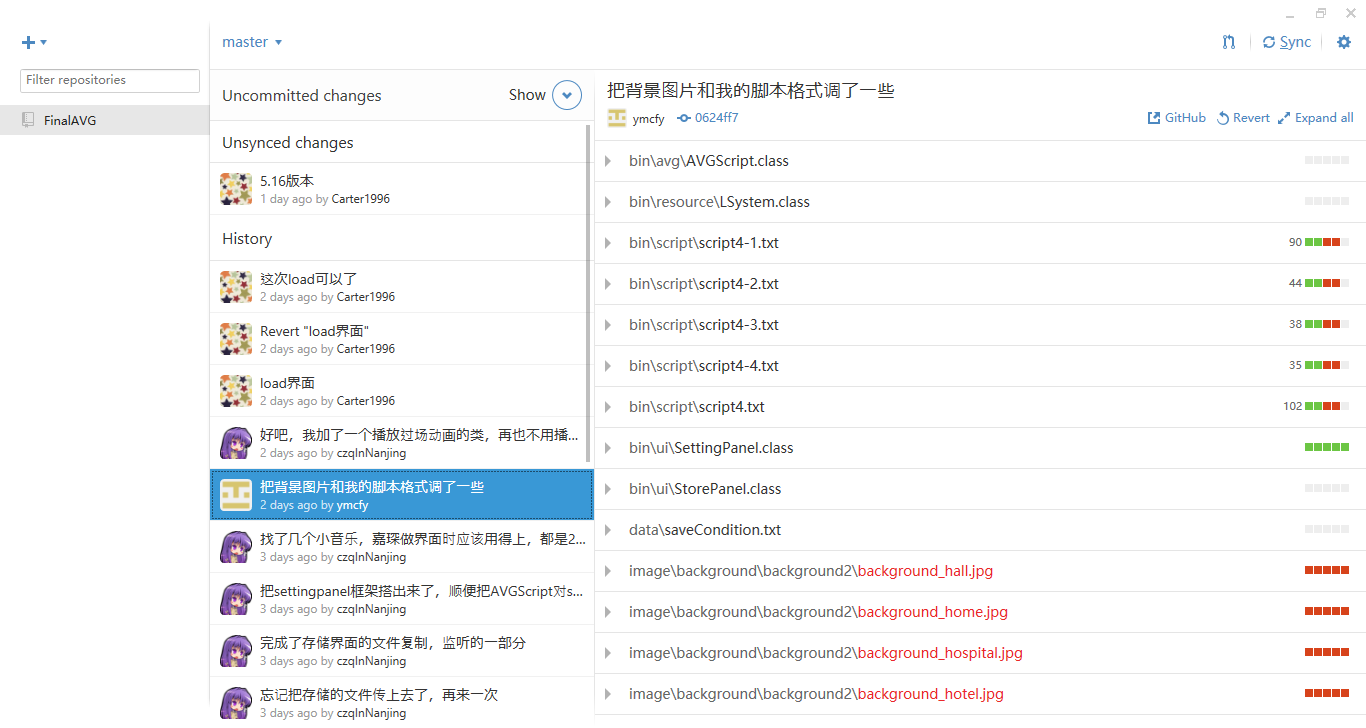 master
Sync
Filter repositories
FinalAVG
Uncommitted changes
Show
Unsynced changes
5.16版本
1 day ago by Carter1996
History
这次load可以了
2 days ago by Carter1996
Revert "load界面"
2 days ago by Carter1996
load界面
2 days ago by Carter1996
好吧，我加了一个播放过场动画的类，再也不用播...
2 days ago by czqInNanjing
把背景图片和我的脚本格式调了一些
2 days ago by ymcfy
找了几个小音乐，嘉琛做界面时应该用得上，都是2...
3 days ago by czqInNanjing
把settingpanel框架搭出来了，顺便把AVGScript对s...
3 days ago by czqInNanjing
完成了存储界面的文件复制，监听的一部分
3 days ago by czqInNanjing
忘记把存储的文件传上去了，再来一次
3 days ago by czqInNanjing
把背景图片和我的脚本格式调了一些
ymcfy 0624ff7
GitHub Revert Expand all
bin\avg\AVGScript.class
bin\resource\LSystem.class
bin\script\script4-1.txt 90
bin\script\script4-2.txt 44
bin\script\script4-3.txt 38
bin\script\script4-4.txt 35
bin\script\script4.txt 102
bin\ui\SettingPanel.class
bin\ui\StorePanel.class
data\saveCondition.txt
image\background\background2\background_hall.jpg
image\background\background2\background_home.jpg
image\background\background2\background_hospital.jpg
image\background\background2\background_hotel.jpg